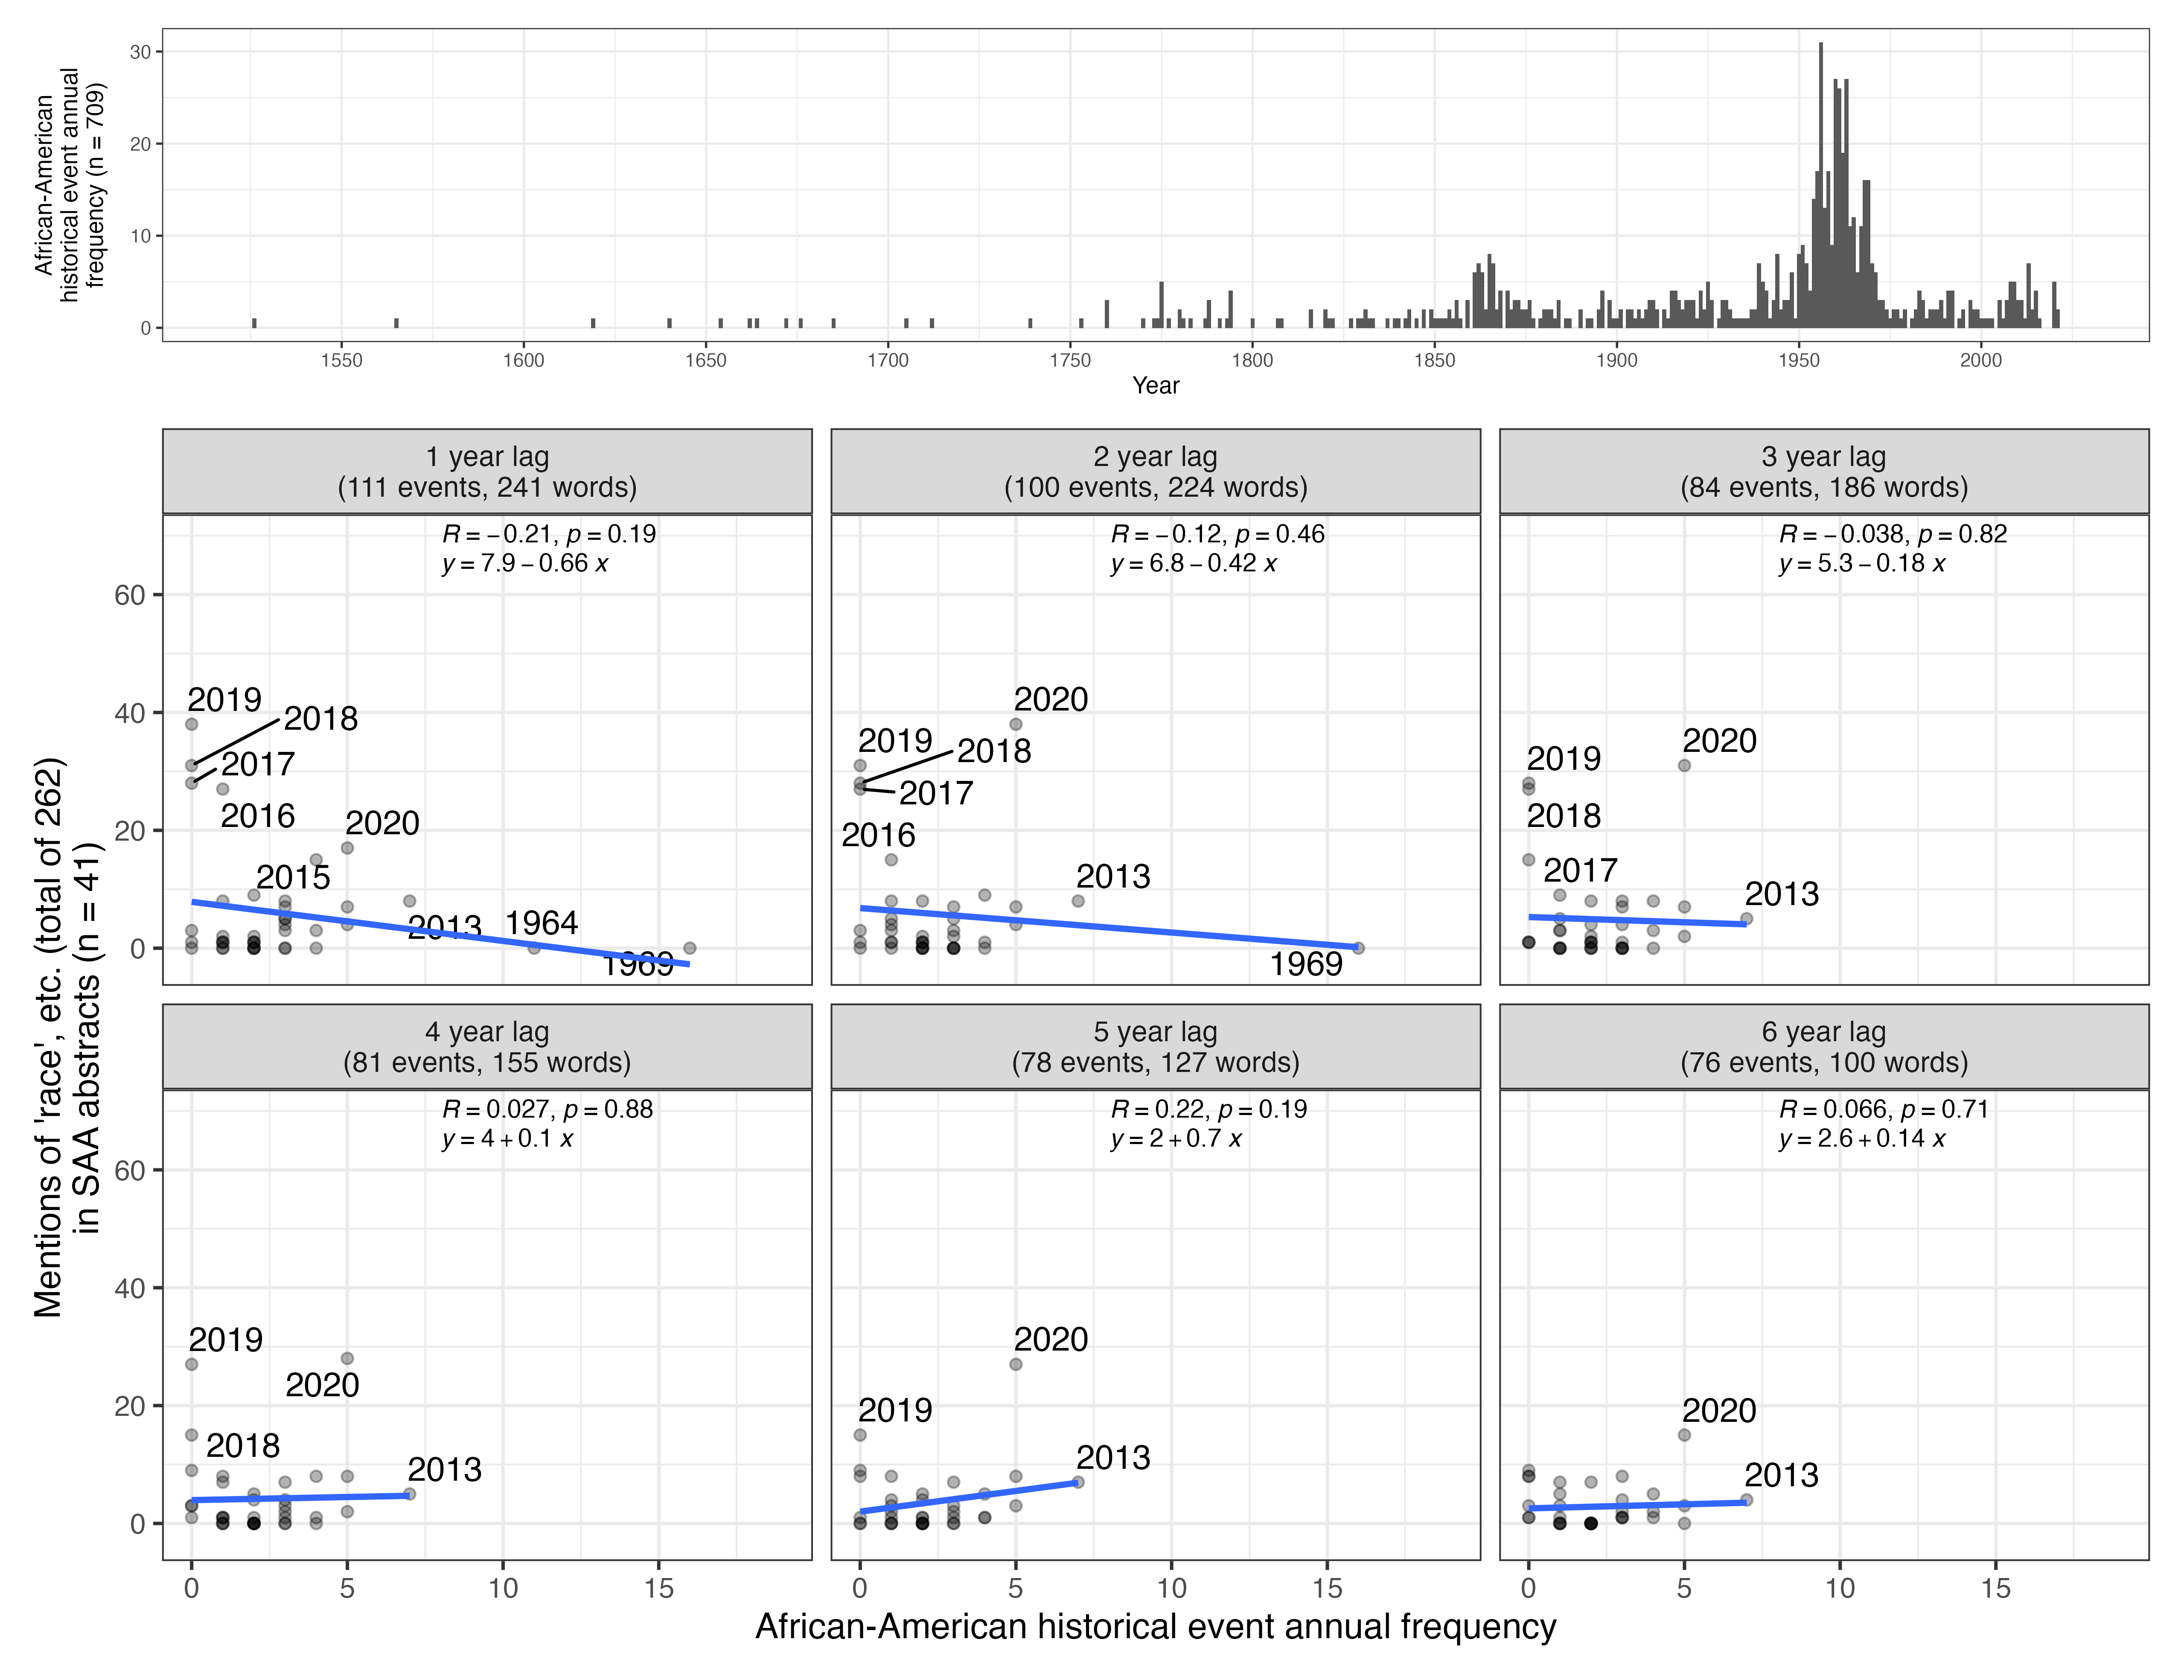 African-American
historical event annual
frequency (n = 709)
30
20
10
0
1550 1600 1650 1700 1750 1800 1850 1900 1950 2000
Year
1 year lag
(111 events, 241 words)
2 year lag
(100 events, 224 words)
3 year lag
(84 events, 186 words)
R = −0.21, p = 0.19
y = 7.9 − 0.66 x
R = −0.12, p = 0.46
y = 6.8 − 0.42 x
R = −0.038, p = 0.82
y = 5.3 − 0.18 x
Mentions of 'race', etc. (total of 262)
in SAA abstracts (n = 41)
60
40
20
0
2019
2018
2017
2016
2020
2015
2013
1964
1969
2020
2019
2018
2017
2016
2013
1969
2020
2019
2018
2017
2013
4 year lag
(81 events, 155 words)
5 year lag
(78 events, 127 words)
6 year lag
(76 events, 100 words)
R = 0.027, p = 0.88
y = 4 + 0.1 x
R = 0.22, p = 0.19
y = 2 + 0.7 x
R = 0.066, p = 0.71
y = 2.6 + 0.14 x
60
40
20
0
2019
2020
2018
2013
2020
2019
2013
2020
2013
0 5 10 15
0 5 10 15
0 5 10 15
African-American historical event annual frequency